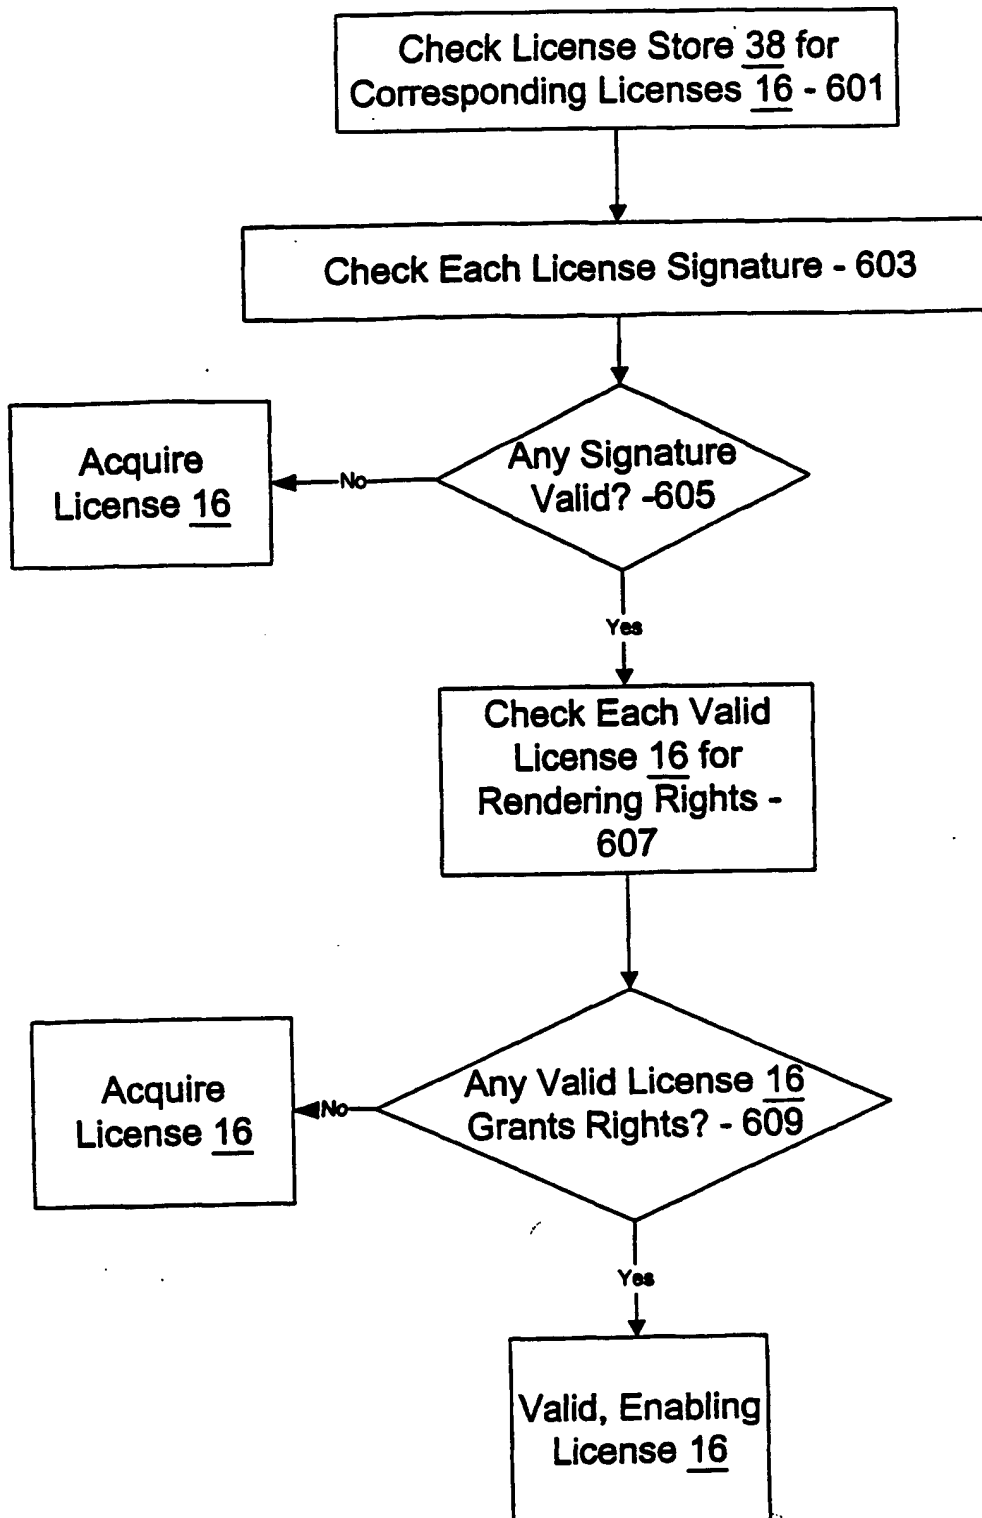 Check License Store 38 for
Corresponding Licenses 16 - 601
Check Each License Signature - 603
Any Signature
Valid? -605
No
Acquire
License 16
Yes
Check Each Valid
License 16 for
Rendering Rights -
607
Any Valid License 16
Grants Rights? - 609
No
Acquire
License 16
Yes
Valid, Enabling
License 16